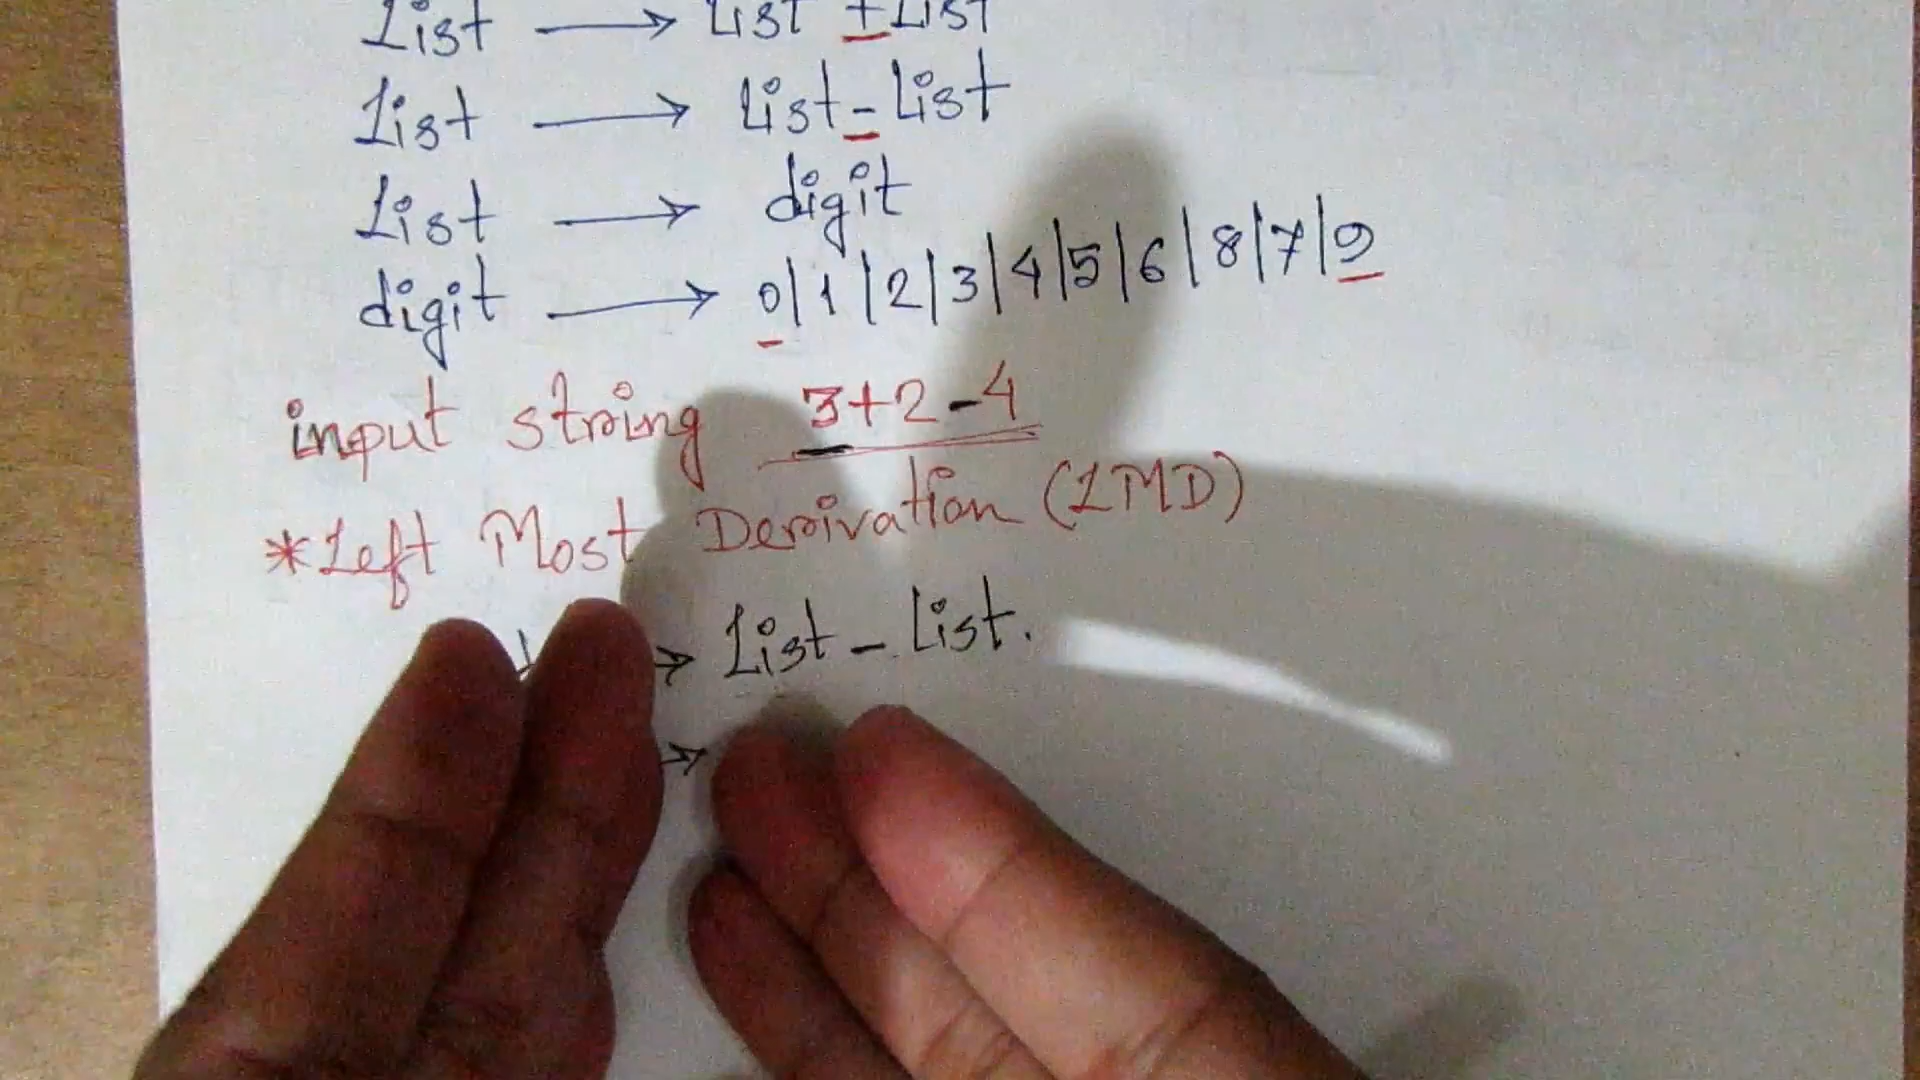 List → List + List
List → List - List
List → digit
digit → 0|1|2|3|4|5|6|8|7|9
input string 3+2-4
*Left Most Derivation (LMD)
→ List - List.
→